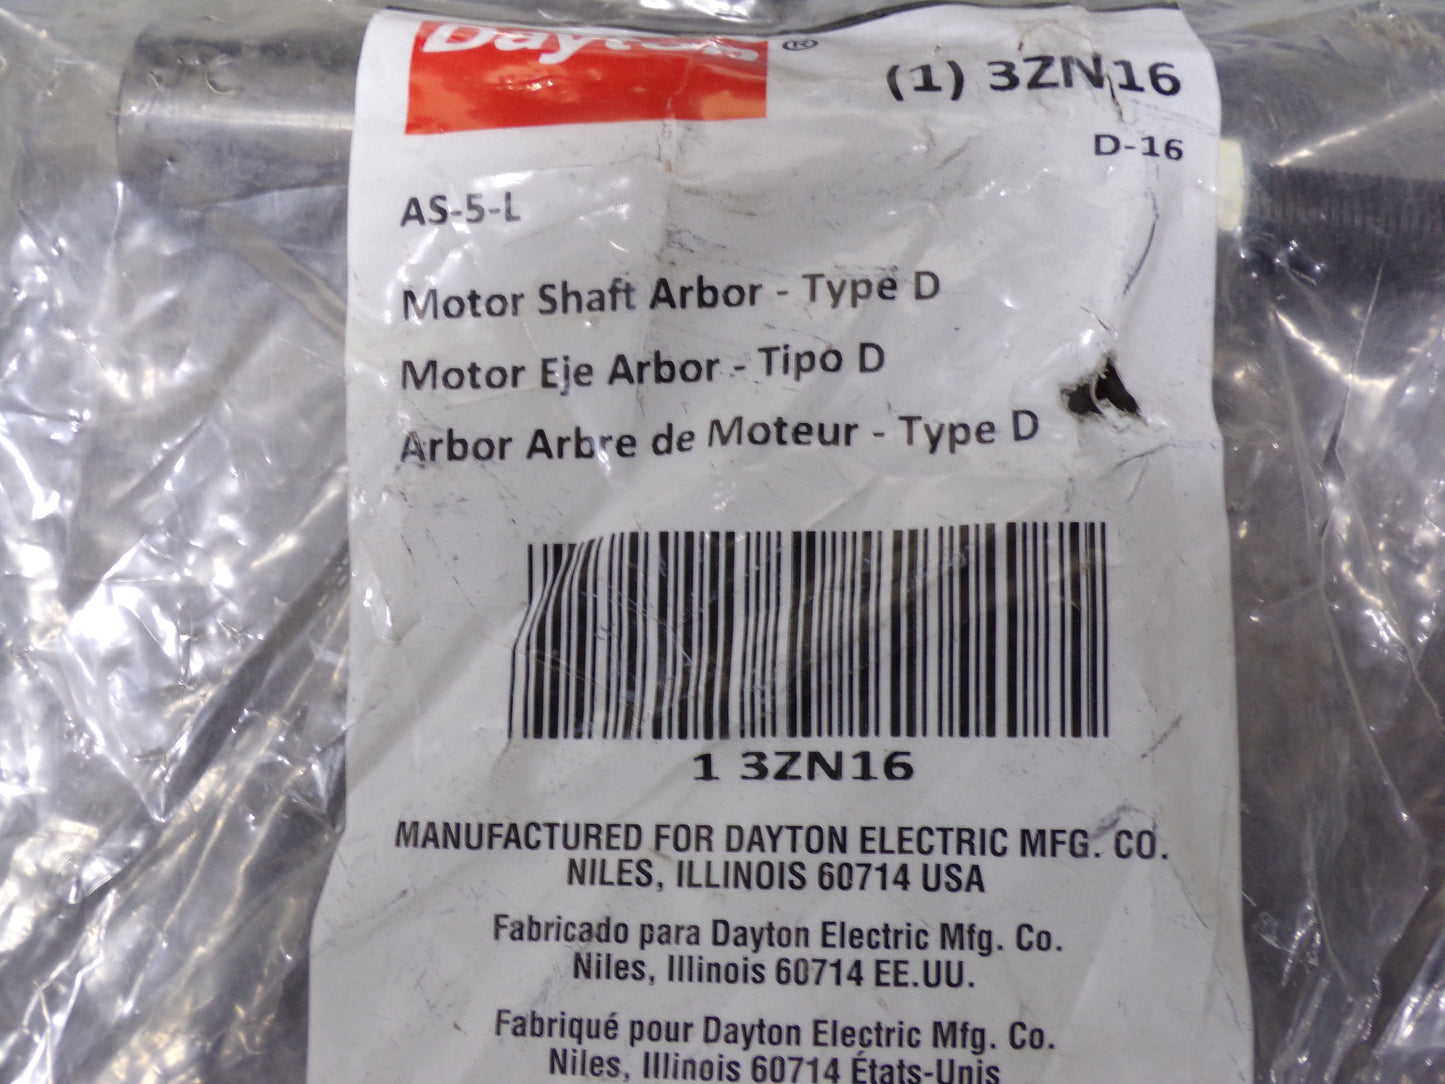 Dayton ®
(1) 3ZN16
D-16
AS-5-L
Motor Shaft Arbor - Type D
Motor Eje Arbor - Tipo D
Arbor Arbre de Moteur - Type D
1 3ZN16
MANUFACTURED FOR DAYTON ELECTRIC MFG. CO.
NILES, ILLINOIS 60714 USA
Fabricado para Dayton Electric Mfg. Co.
Niles, Illinois 60714 EE.UU.
Fabriqué pour Dayton Electric Mfg. Co.
Niles, Illinois 60714 États-Unis